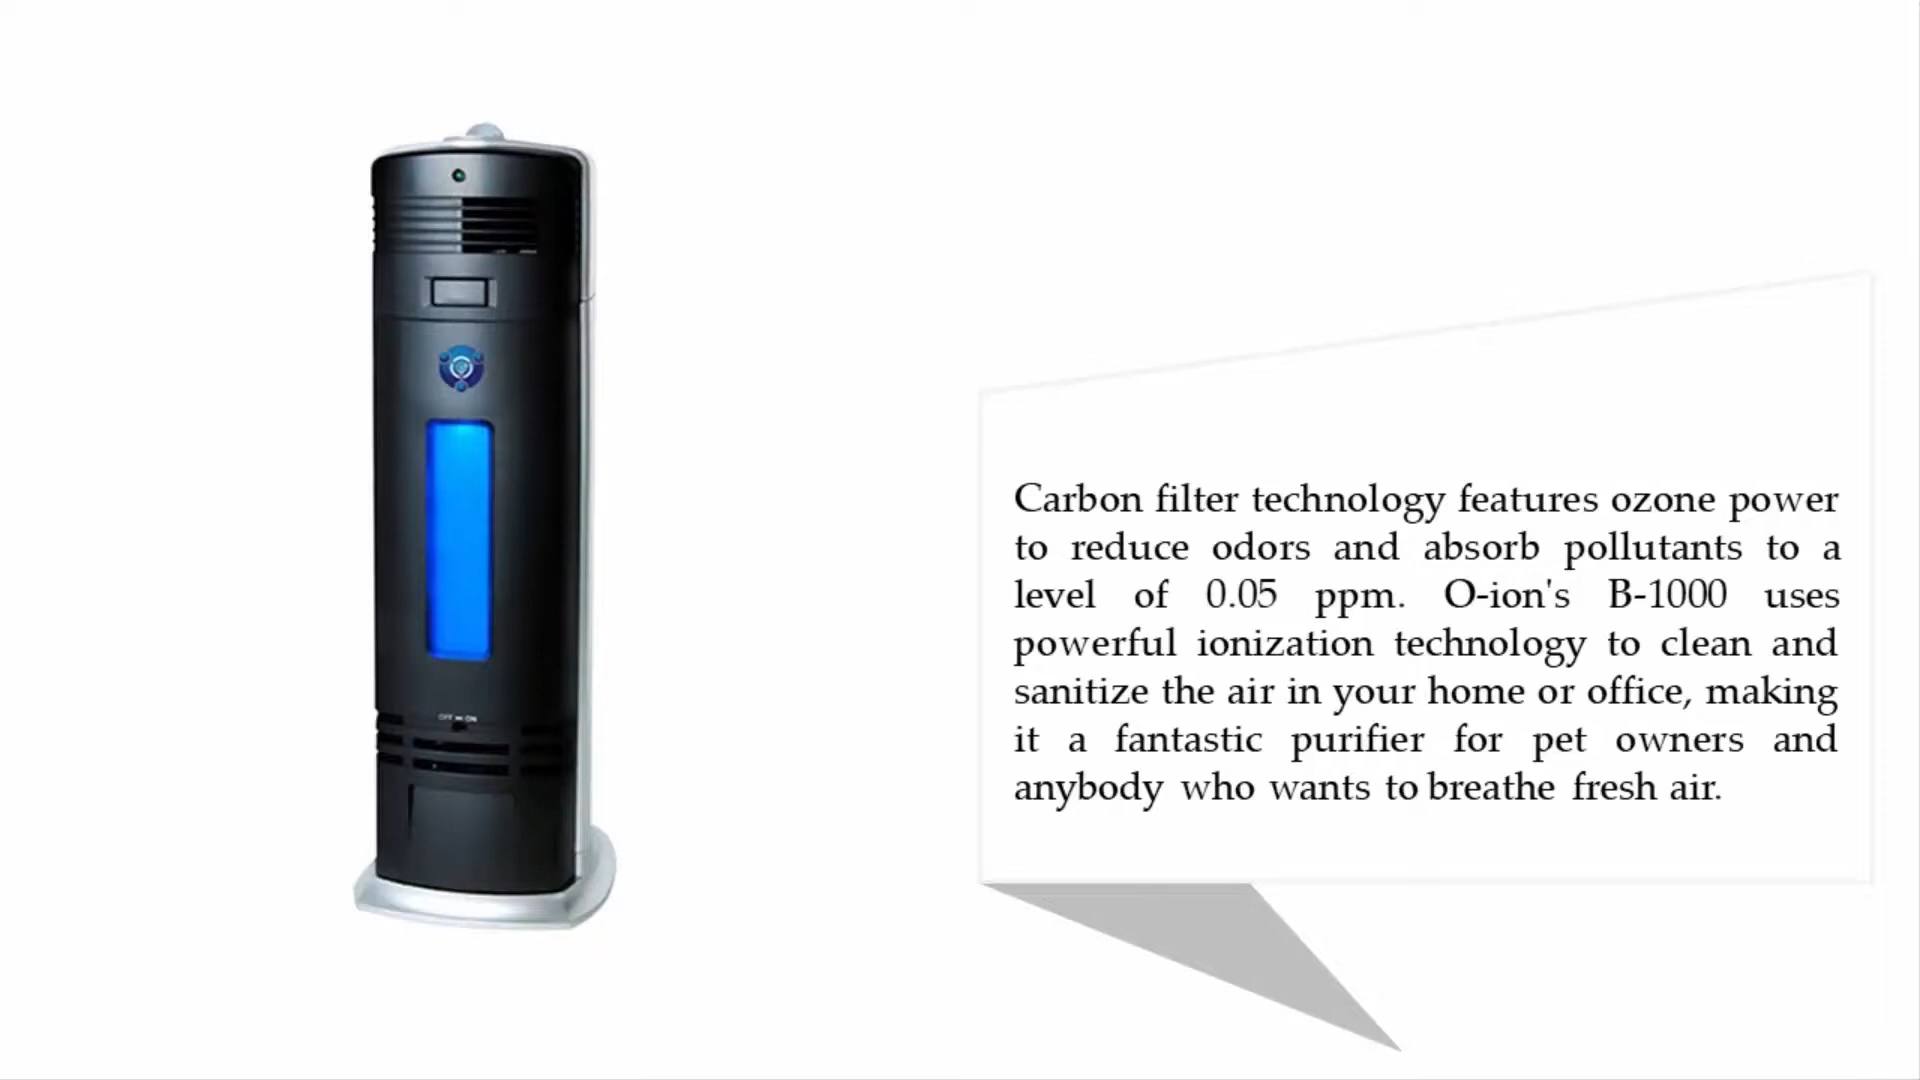 OFF ON
Carbon filter technology features ozone power
to reduce odors and absorb pollutants to a
level of 0.05 ppm. O-ion's B-1000 uses
powerful ionization technology to clean and
sanitize the air in your home or office, making
it a fantastic purifier for pet owners and
anybody who wants to breathe fresh air.